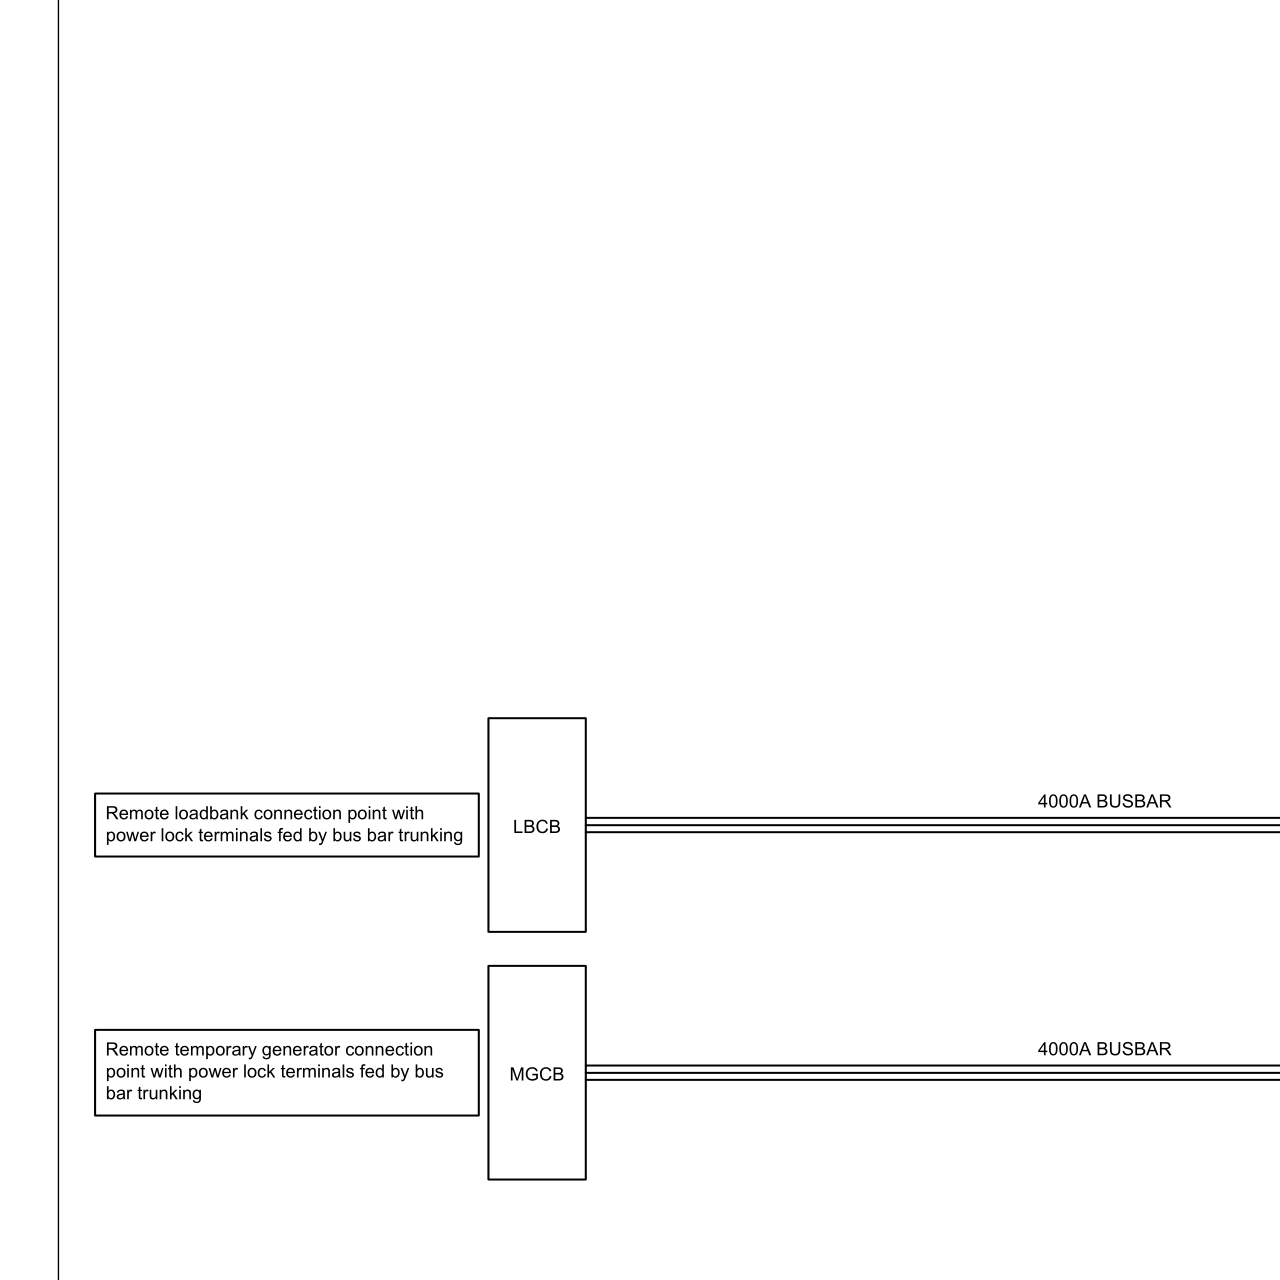 4000A BUSBAR
Remote loadbank connection point with
power lock terminals fed by bus bar trunking
LBCB
4000A BUSBAR
Remote temporary generator connection
point with power lock terminals fed by bus
bar trunking
MGCB